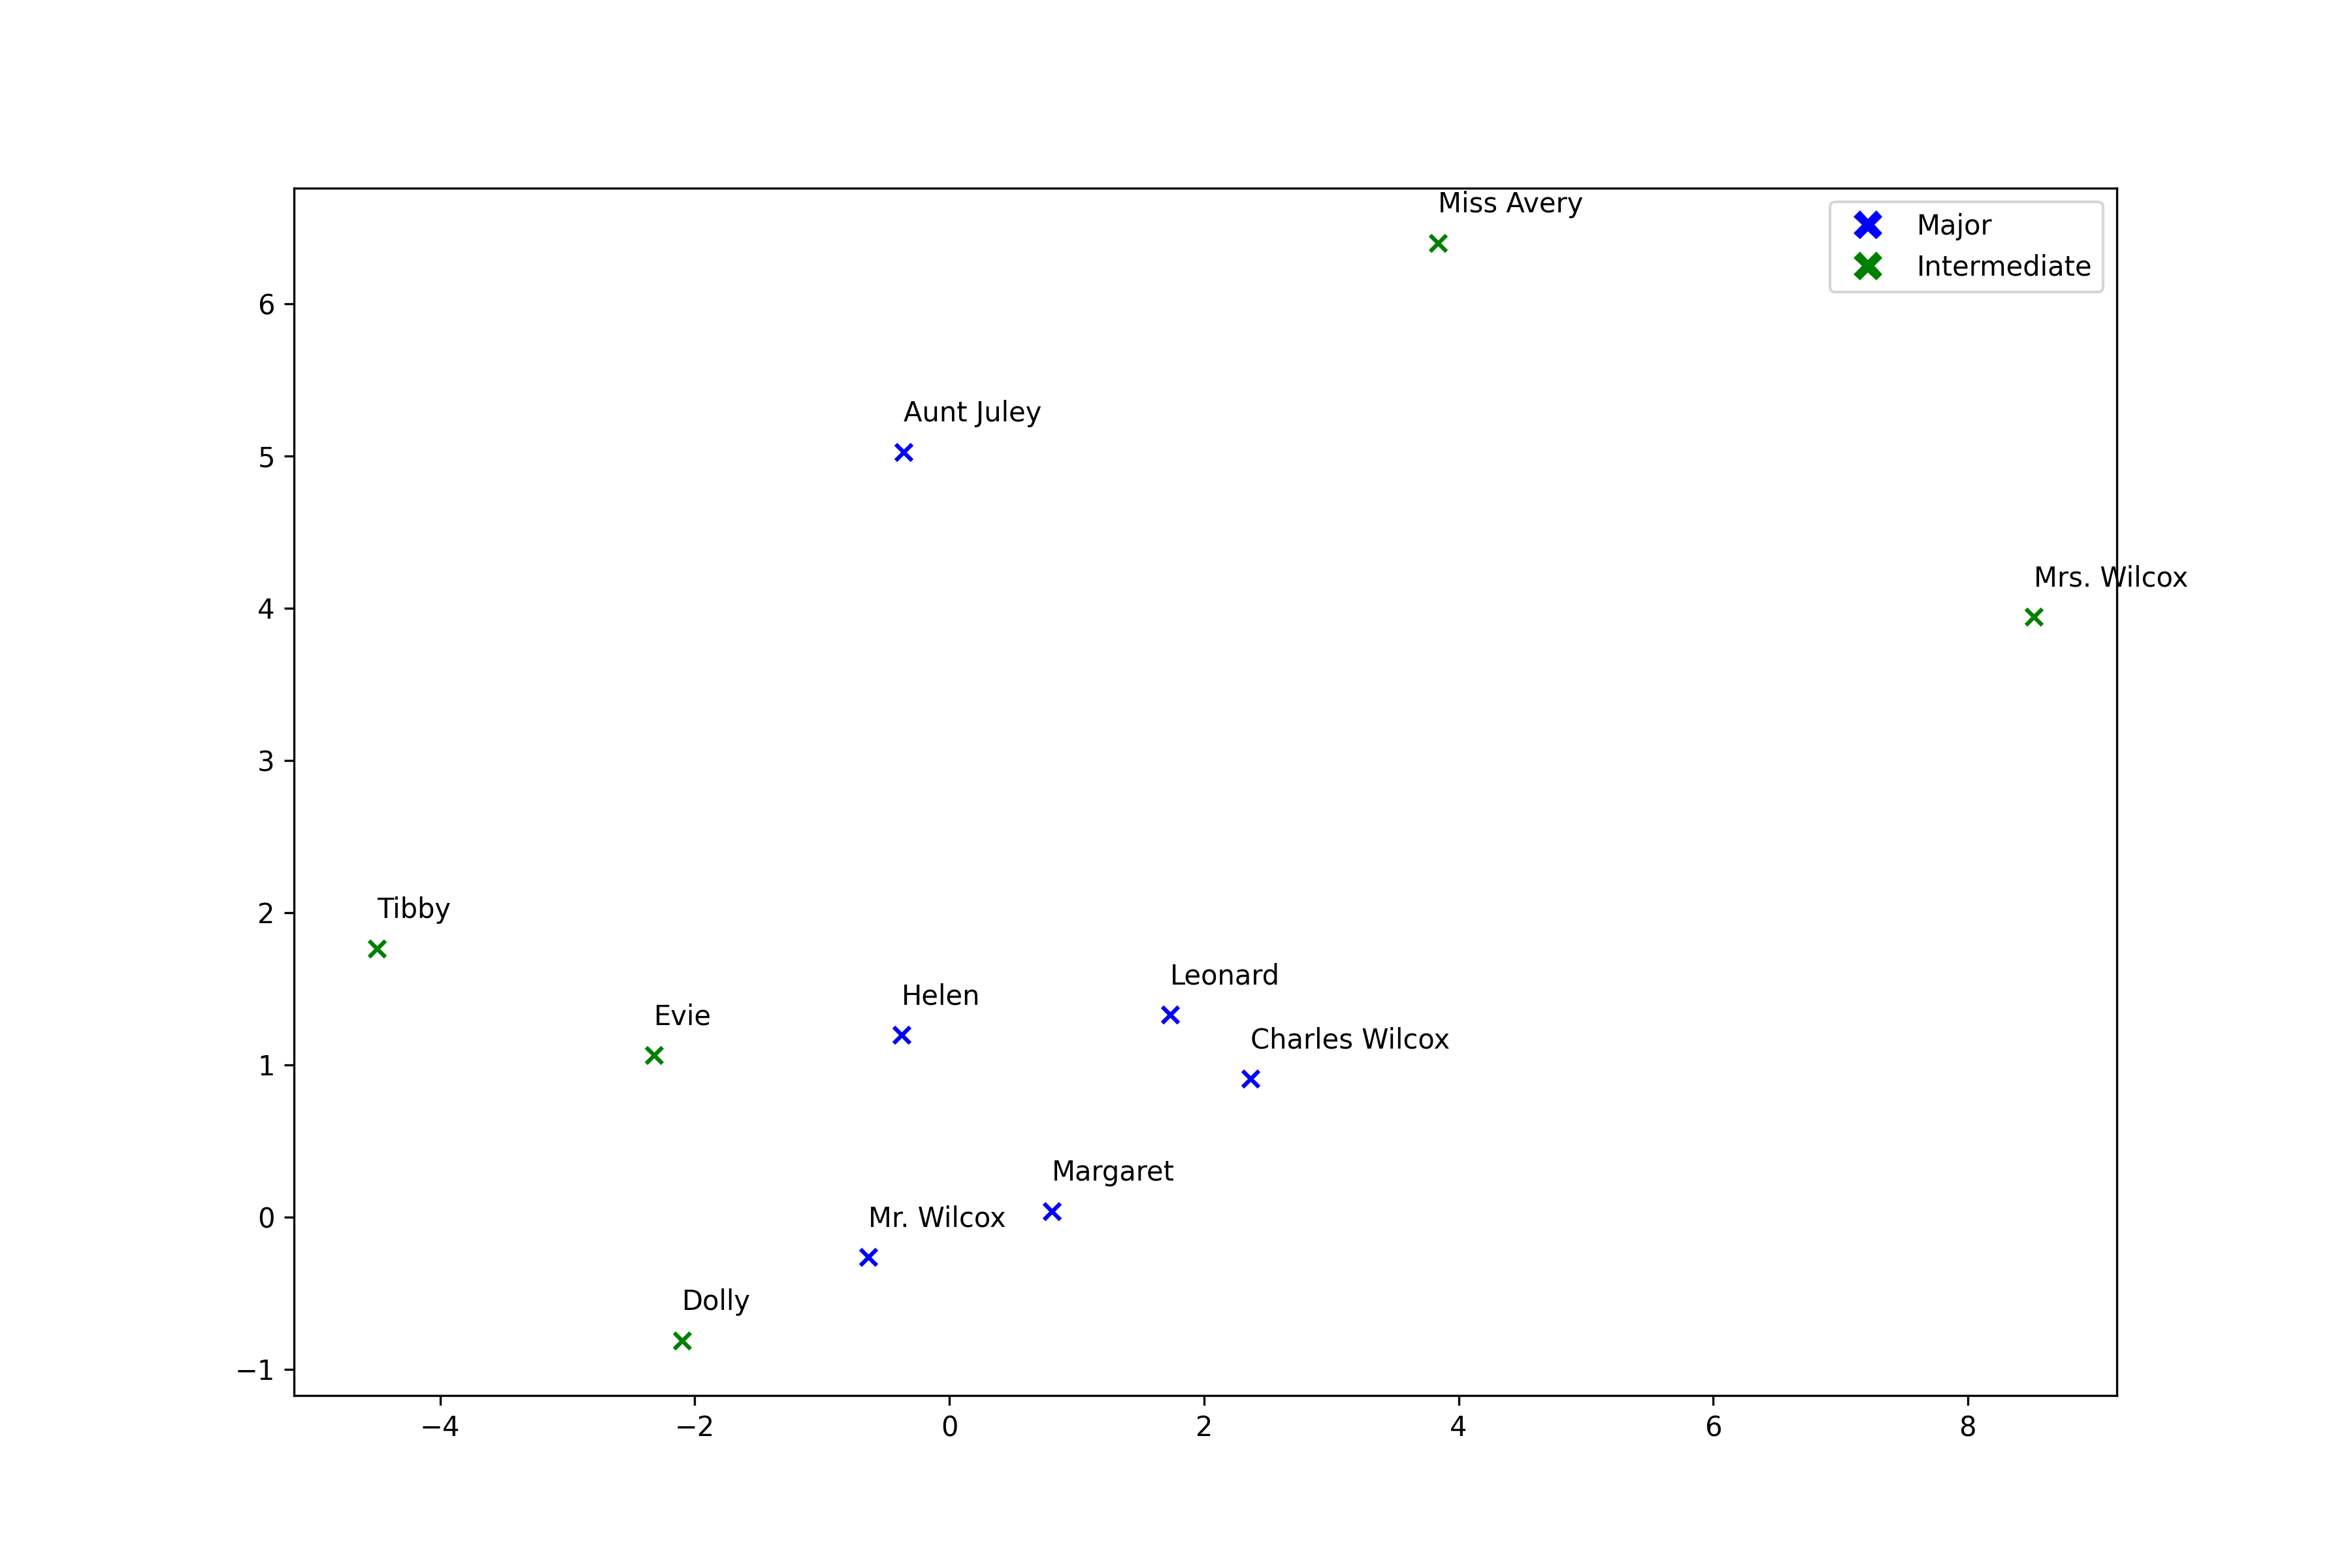 Miss Avery
Major
Intermediate
6
Aunt Juley
5
Mrs. Wilcox
4
3
Tibby
2
Leonard
Helen
Evie
Charles Wilcox
1
Margaret
Mr. Wilcox
0
Dolly
−1
−4 −2 0 2 4 6 8